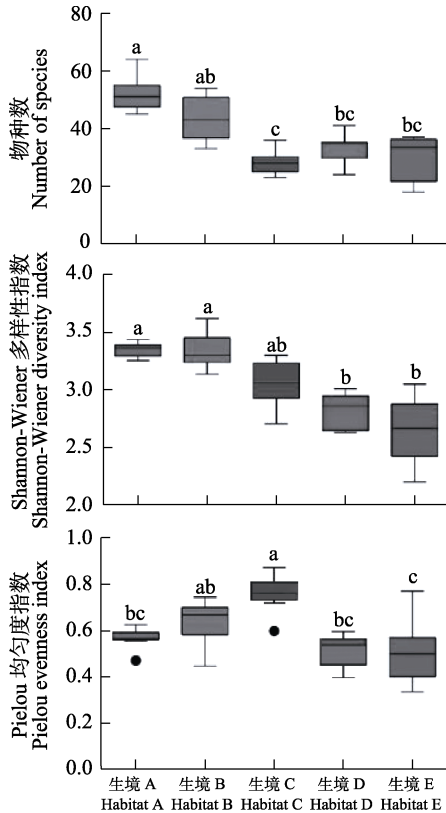 物种数
Number of species
80
60
40
20
0
a
ab
c
bc
bc
Shannon-Wiener 多样性指数
Shannon-Wiener diversity index
4.0
3.5
3.0
2.5
2.0
a
a
ab
b
b
Pielou 均匀度指数
Pielou evenness index
1.0
0.8
0.6
0.4
0.2
0.0
bc
ab
a
bc
c
生境 A 生境 B 生境 C 生境 D 生境 E
Habitat A Habitat B Habitat C Habitat D Habitat E